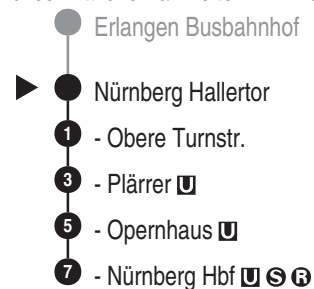 Erlangen Busbahnhof
Nürnberg Hallertor
1 - Obere Turnstr.
3 - Plärrer U
5 - Opernhaus U
7 - Nürnberg Hbf U S R